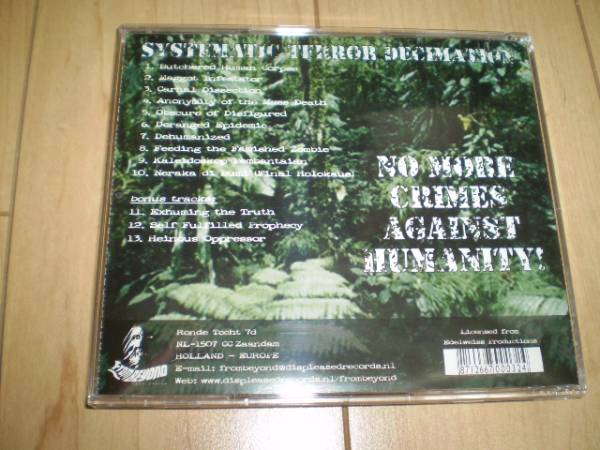 SYSTEMATIC TERROR DECIMATION
1. Butchered Human Corpse
2. Maggot Infestator
3. Carnal Dissection
4. Anonymity of the Mass Death
5. Obscure of Disfigured
6. Deranged Epidemic
7. Dehumanized
8. Feeding the Famished Zombie
9. Kaleidoskop Pembantaian
10. Neraka di Bumi (Final Holokaus)
bonus tracks:
11. Exhuming the Truth
12. Self Fulfilled Prophecy
13. Heinous Oppressor
NO MORE
CRIMES
AGAINST
HUMANITY!
Ronde Tocht 7d
NL-1507 CC Zaandam
HOLLAND - EUROPE
E-mail: frombeyond@displeasedrecords.nl
Web: www.displeasedrecords.nl/frombeyond
Licensed from
Edelweiss Productions
8712667000324